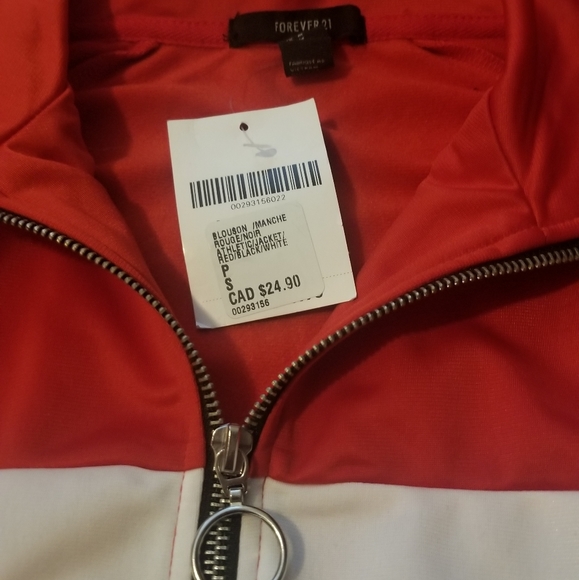 FOREVER 21
00293156022
BLOUSON /MANCHE
ROUGE/NOIR
ATHLETIC/JACKET/
RED/BLACK/WHITE
P
S
CAD $24.90
00293156